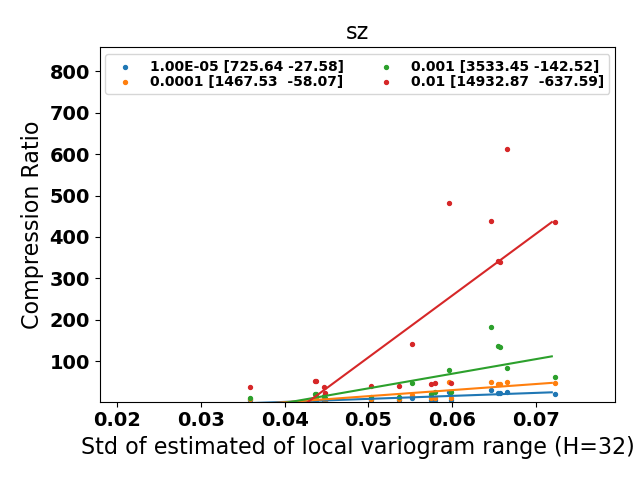 sz
1.00E-05 [725.64 -27.58]
0.0001 [1467.53  -58.07]
0.001 [3533.45 -142.52]
0.01 [14932.87  -637.59]
Compression Ratio
800
700
600
500
400
300
200
100
0.02 0.03 0.04 0.05 0.06 0.07
Std of estimated of local variogram range (H=32)